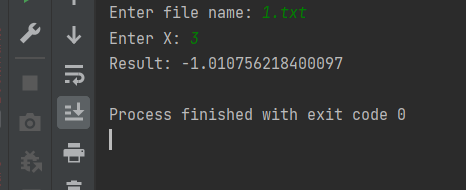 Enter file name: 1.txt
Enter X: 3
Result: -1.010756218400097
Process finished with exit code 0